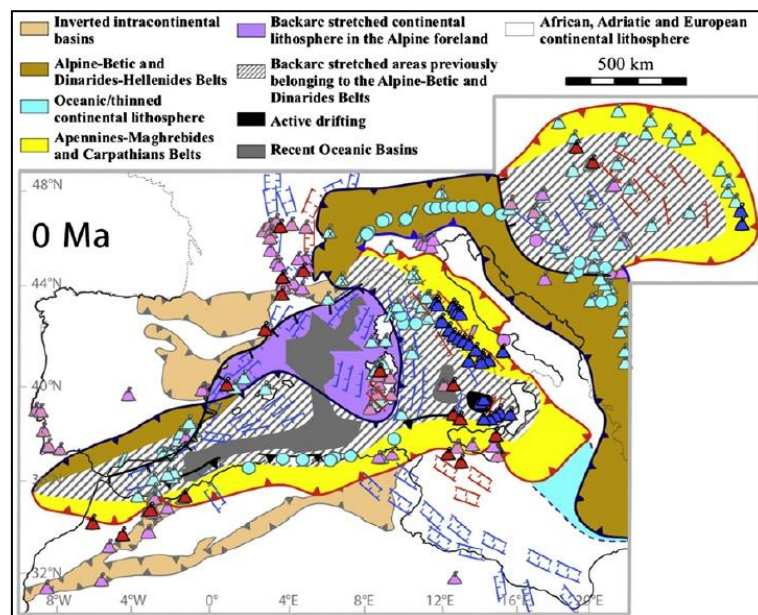 Inverted intracontinental
basins
Alpine-Betic and
Dinarides-Hellenides Belts
Oceanic/thinned
continental lithosphere
Apennines-Maghrebides
and Carpathians Belts
Backarc stretched continental
lithosphere in the Alpine foreland
Backarc stretched areas previously
belonging to the Alpine-Betic and
Dinarides Belts
Active drifting
Recent Oceanic Basins
African, Adriatic and European
continental lithosphere
500 km
48°N
0 Ma
44°N
40°N
36°N
32°N
8°W 4°W 0° 4°E 8°E 12°E 16°E 20°E